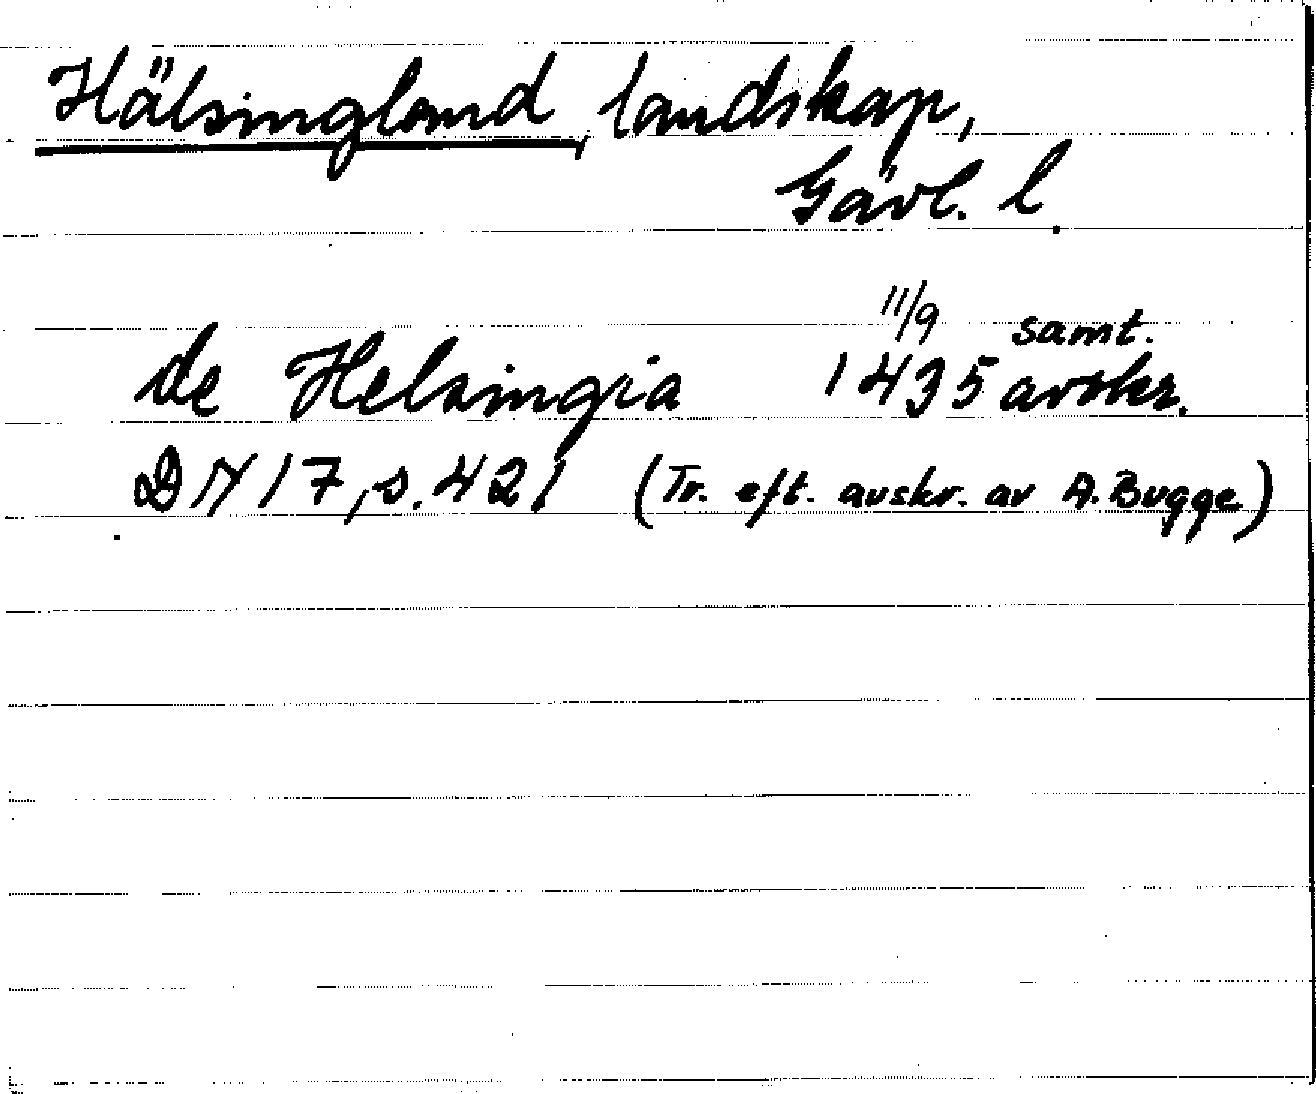 Hälsingland, landskap,
Gävl. l.
de Helsingia 11/9 1435 samt. avskr.
DN 17, s. 421 (Tr. eft. avskr. av A. Bugge)